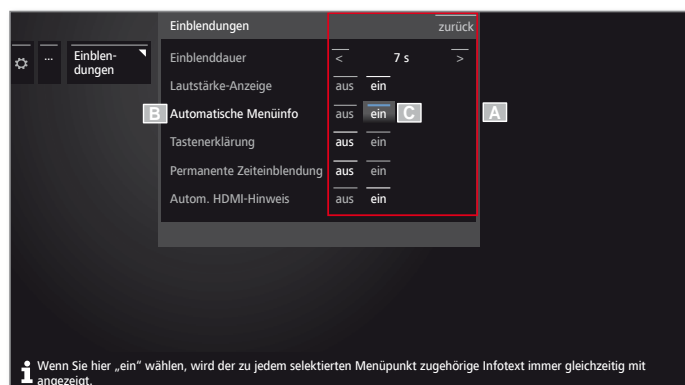 Einblendungen
zurück
... Einblen-
dungen
Einblenddauer < 7 s >
Lautstärke-Anzeige aus ein
B Automatische Menüinfo aus ein C A
Tastenerklärung aus ein
Permanente Zeiteinblendung aus ein
Autom. HDMI-Hinweis aus ein
Wenn Sie hier „ein“ wählen, wird der zu jedem selektierten Menüpunkt zugehörige Infotext immer gleichzeitig mit
angezeigt.